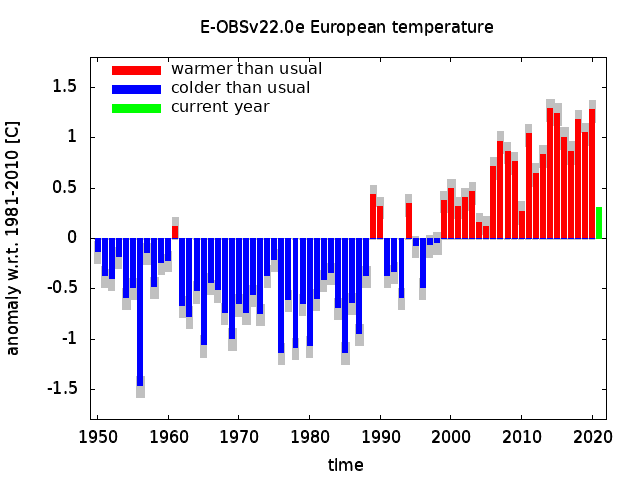 E-OBSv22.0e European temperature
warmer than usual
colder than usual
current year
anomaly w.r.t. 1981-2010 [C]
1.5
1
0.5
0
-0.5
-1
-1.5
1950 1960 1970 1980 1990 2000 2010 2020
time